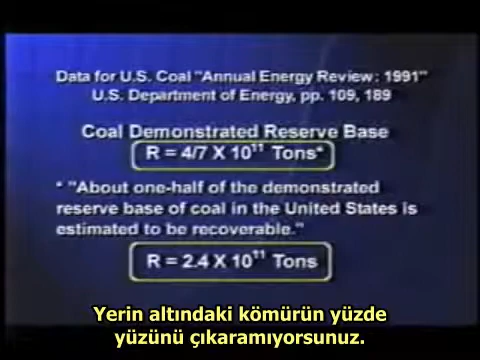 Data for U.S. Coal "Annual Energy Review: 1991"
U.S. Department of Energy, pp. 109, 189
Coal Demonstrated Reserve Base
R = 4/7 X 10¹¹ Tons*
* "About one-half of the demonstrated
reserve base of coal in the United States is
estimated to be recoverable."
R = 2.4 X 10¹¹ Tons
Yerin altındaki kömürün yüzde
yüzünü çıkaramıyorsunuz.